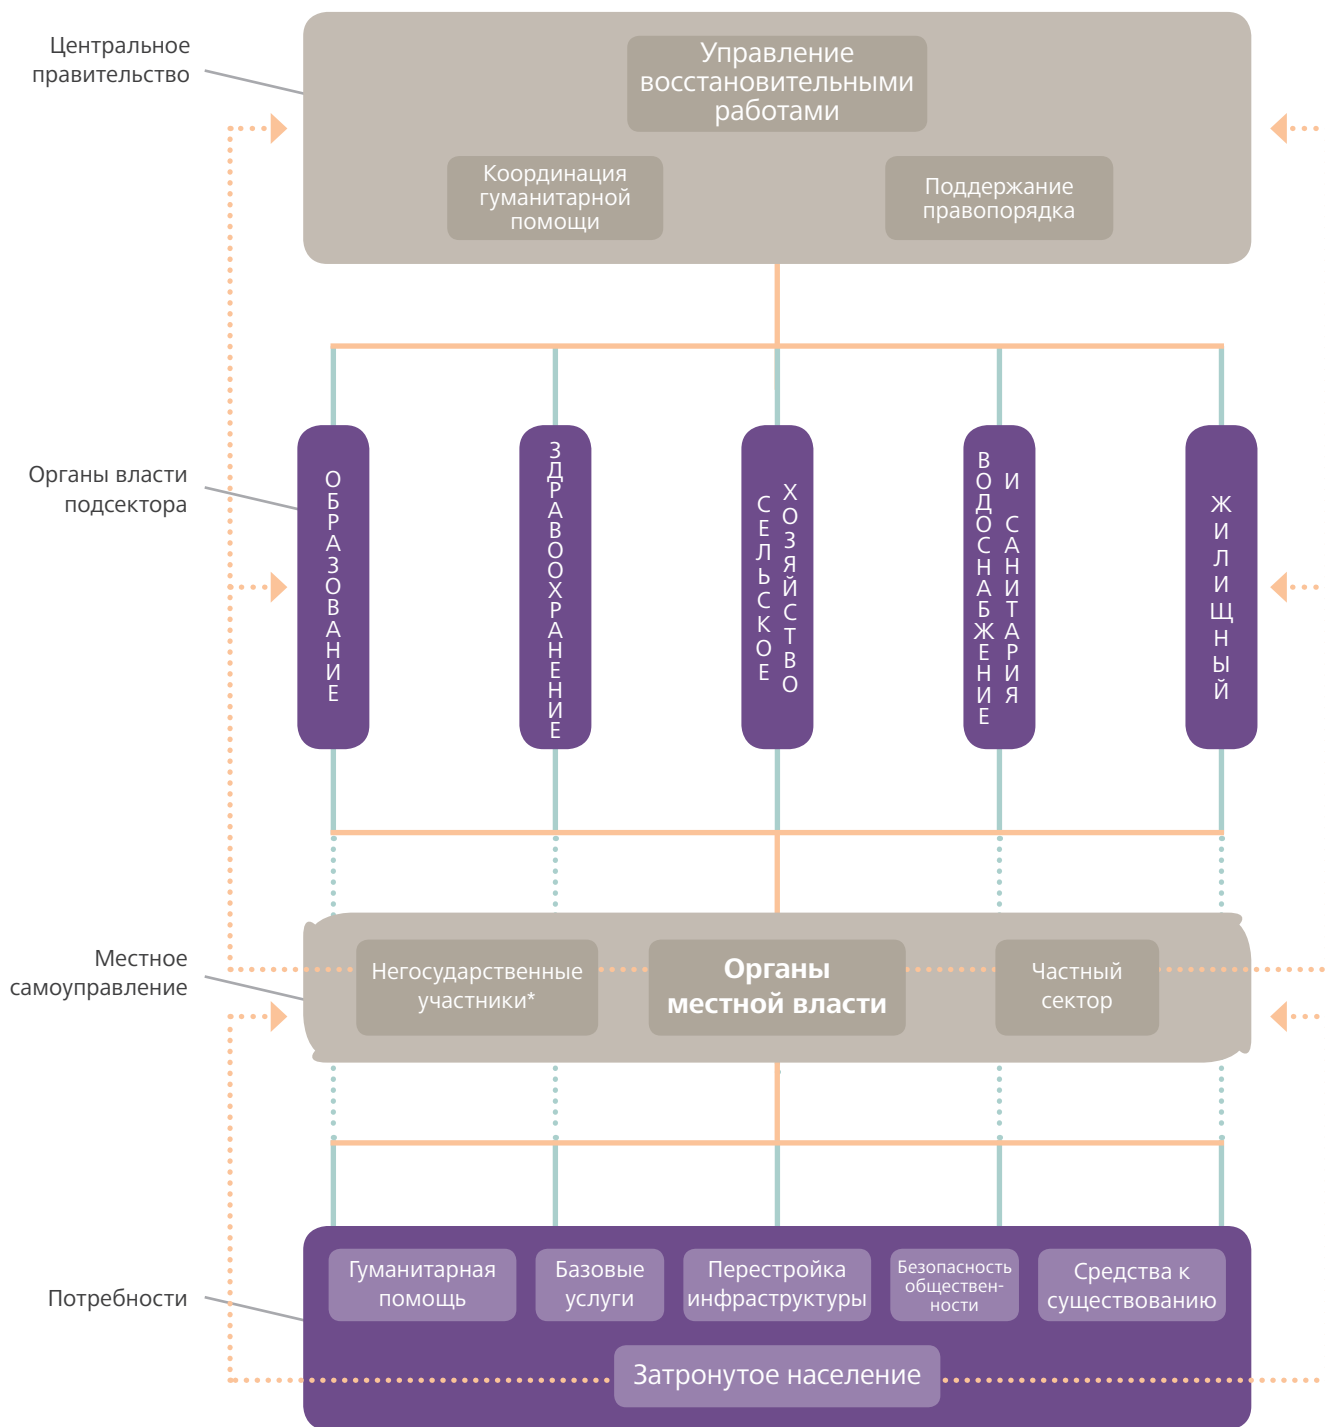 Центральное
правительство
Управление
восстановительными
работами
Координация
гуманитарной
помощи
Поддержание
правопорядка
Органы власти
подсектора
ОБРАЗОВАНИЕ
ЗДРАВООХРАНЕНИЕ
СЕЛЬСКОЕ
ХОЗЯЙСТВО
ВОДОСНАБЖЕНИЕ
И САНИТАРИЯ
ЖИЛИЩНЫЙ
Местное
самоуправление
Негосударственные
участники*
Органы
местной власти
Частный
сектор
Потребности
Гуманитарная
помощь
Базовые
услуги
Перестройка
инфраструктуры
Безопасность
обществен-
ности
Средства к
существованию
Затронутое население